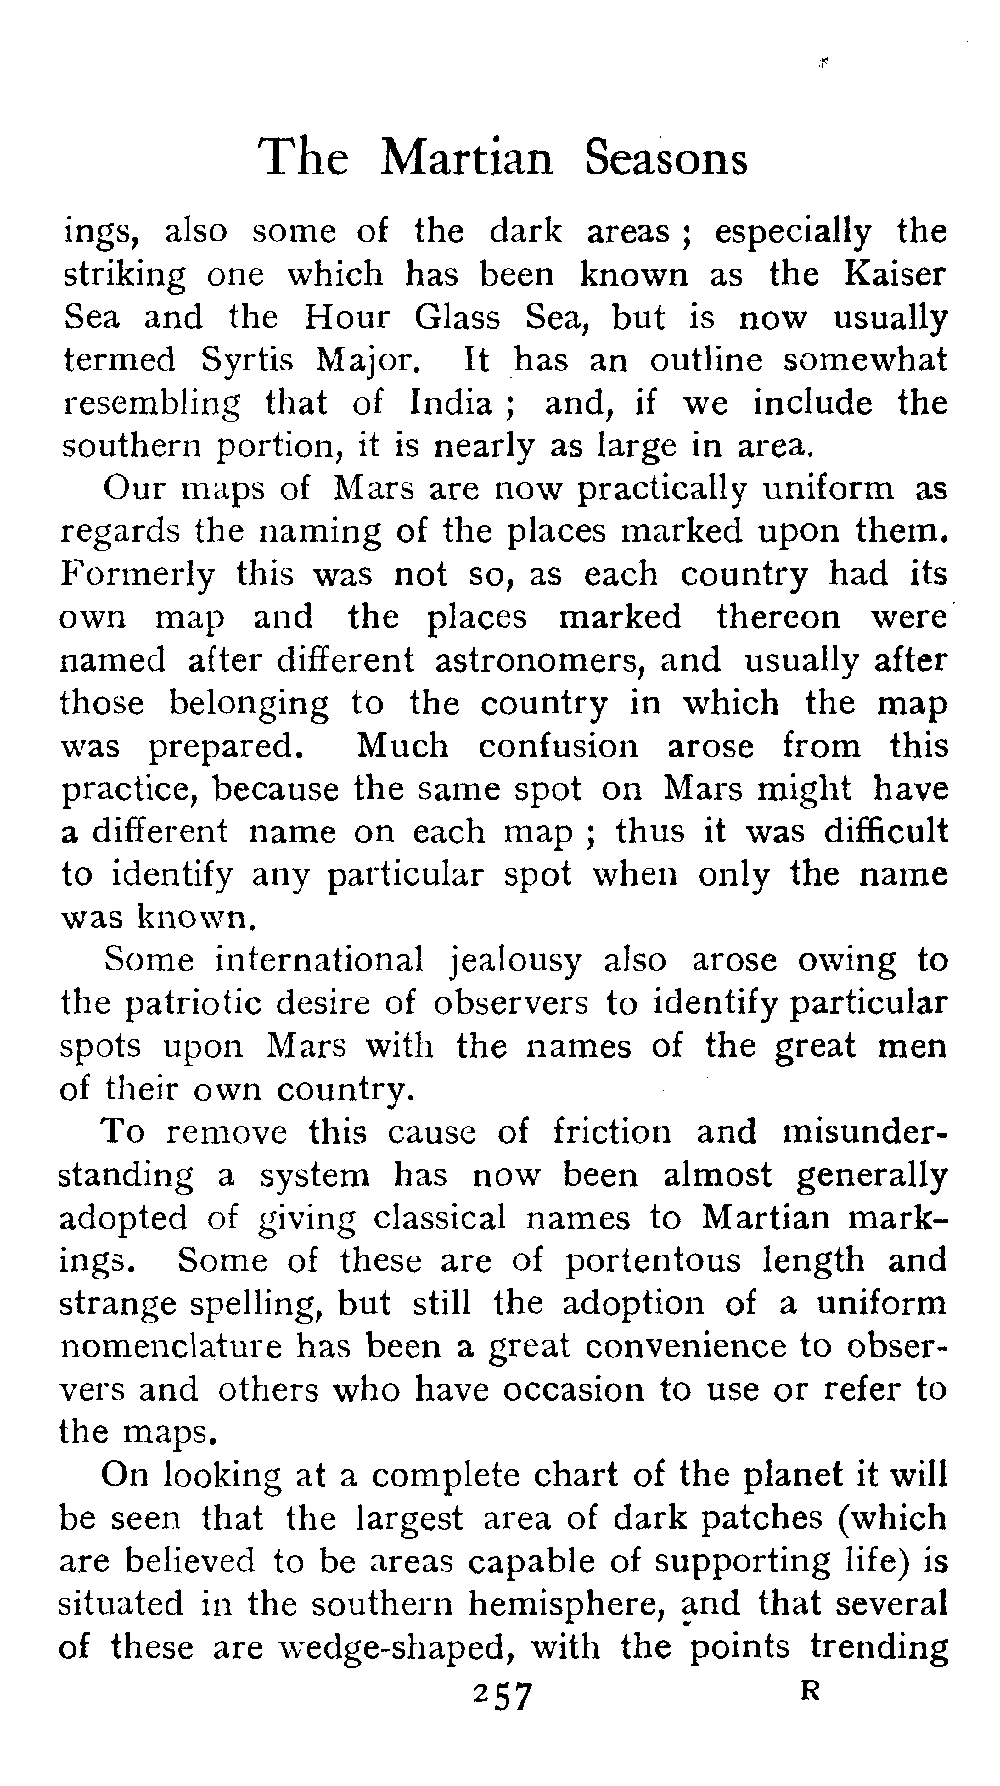 The Martian Seasons
ings, also some of the dark areas ; especially the
striking one which has been known as the Kaiser
Sea and the Hour Glass Sea, but is now usually
termed Syrtis Major. It has an outline somewhat
resembling that of India ; and, if we include the
southern portion, it is nearly as large in area.
Our maps of Mars are now practically uniform as
regards the naming of the places marked upon them.
Formerly this was not so, as each country had its
own map and the places marked thereon were
named after different astronomers, and usually after
those belonging to the country in which the map
was prepared. Much confusion arose from this
practice, because the same spot on Mars might have
a different name on each map ; thus it was difficult
to identify any particular spot when only the name
was known.
Some international jealousy also arose owing to
the patriotic desire of observers to identify particular
spots upon Mars with the names of the great men
of their own country.
To remove this cause of friction and misunder-
standing a system has now been almost generally
adopted of giving classical names to Martian mark-
ings. Some of these are of portentous length and
strange spelling, but still the adoption of a uniform
nomenclature has been a great convenience to obser-
vers and others who have occasion to use or refer to
the maps.
On looking at a complete chart of the planet it will
be seen that the largest area of dark patches (which
are believed to be areas capable of supporting life) is
situated in the southern hemisphere, and that several
of these are wedge-shaped, with the points trending
257 R